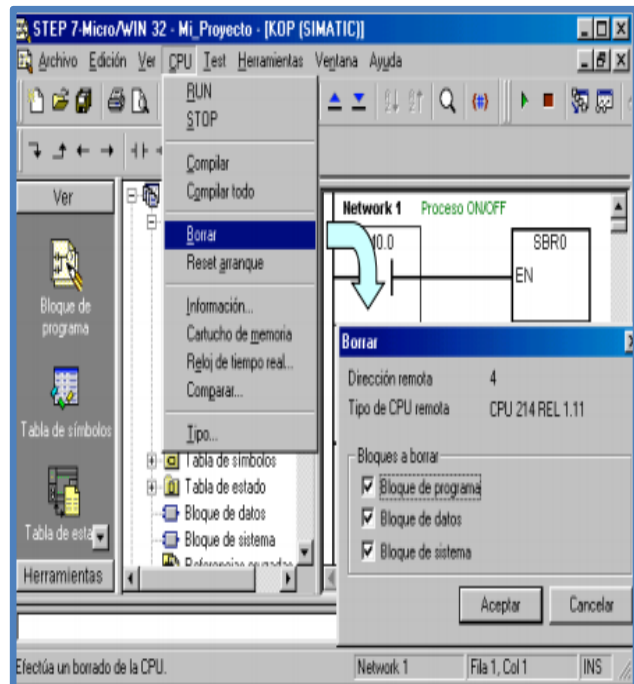 STEP 7-Micro/WIN 32 - Mi_Proyecto - [KOP (SIMATIC)]
Archivo Edición Ver CPU Test Herramientas Ventana Ayuda
RUN
STOP
Compilar
Compilar todo
Borrar
Reset arranque
Información...
Cartucho de memoria
Reloj de tiempo real...
Comparar...
Tipo...
Ver
Bloque de
programa
Tabla de símbolos
Tabla de esta
Herramientas
Tabla de símbolos
Tabla de estado
Bloque de datos
Bloque de sistema
Network 1 Proceso ON/OFF
SBR0
EN
Borrar
Dirección remota 4
Tipo de CPU remota CPU 214 REL 1.11
Bloques a borrar
Bloque de programa
Bloque de datos
Bloque de sistema
Aceptar Cancelar
Efectúa un borrado de la CPU. Network 1 Fila 1, Col 1 INS